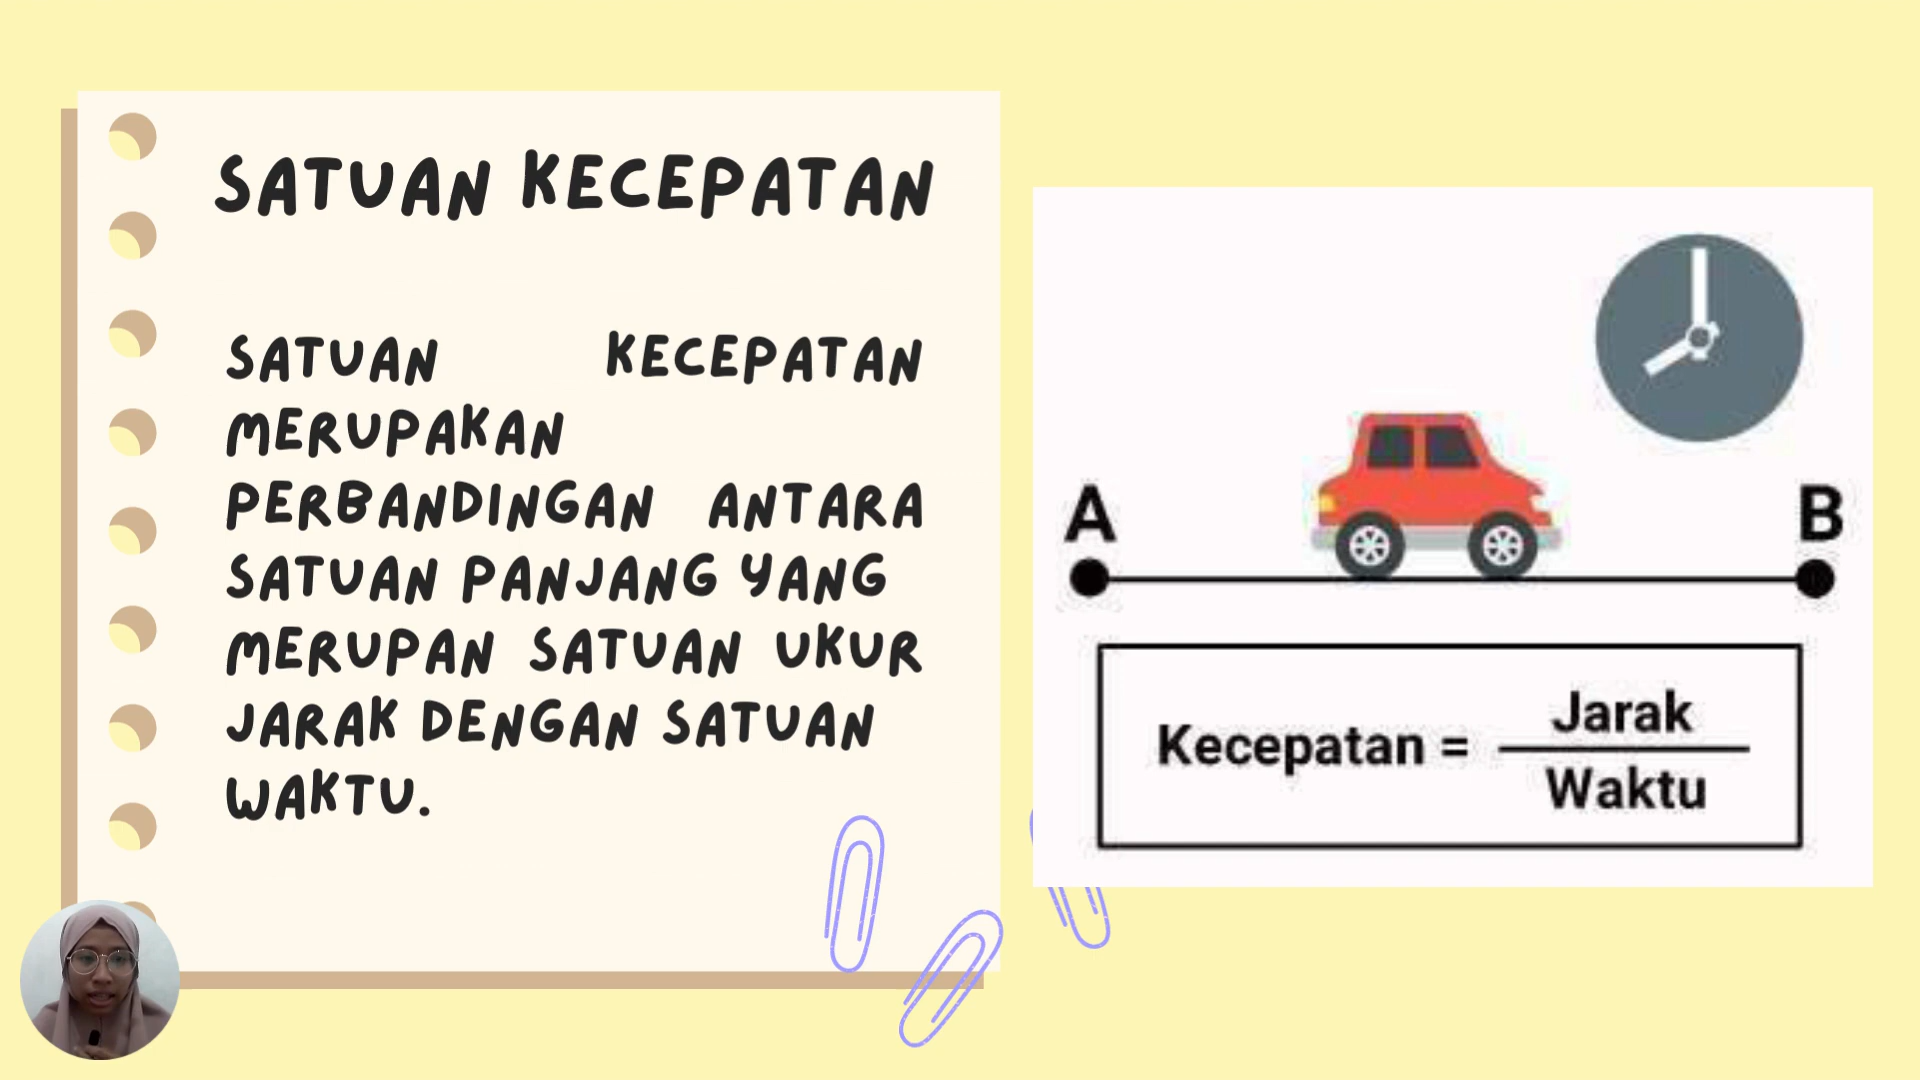 SATUAN KECEPATAN
SATUAN KECEPATAN
MERUPAKAN
PERBANDINGAN ANTARA
SATUAN PANJANG YANG
MERUPAN SATUAN UKUR
JARAK DENGAN SATUAN
WAKTU.
A
B
Kecepatan = Jarak
Waktu